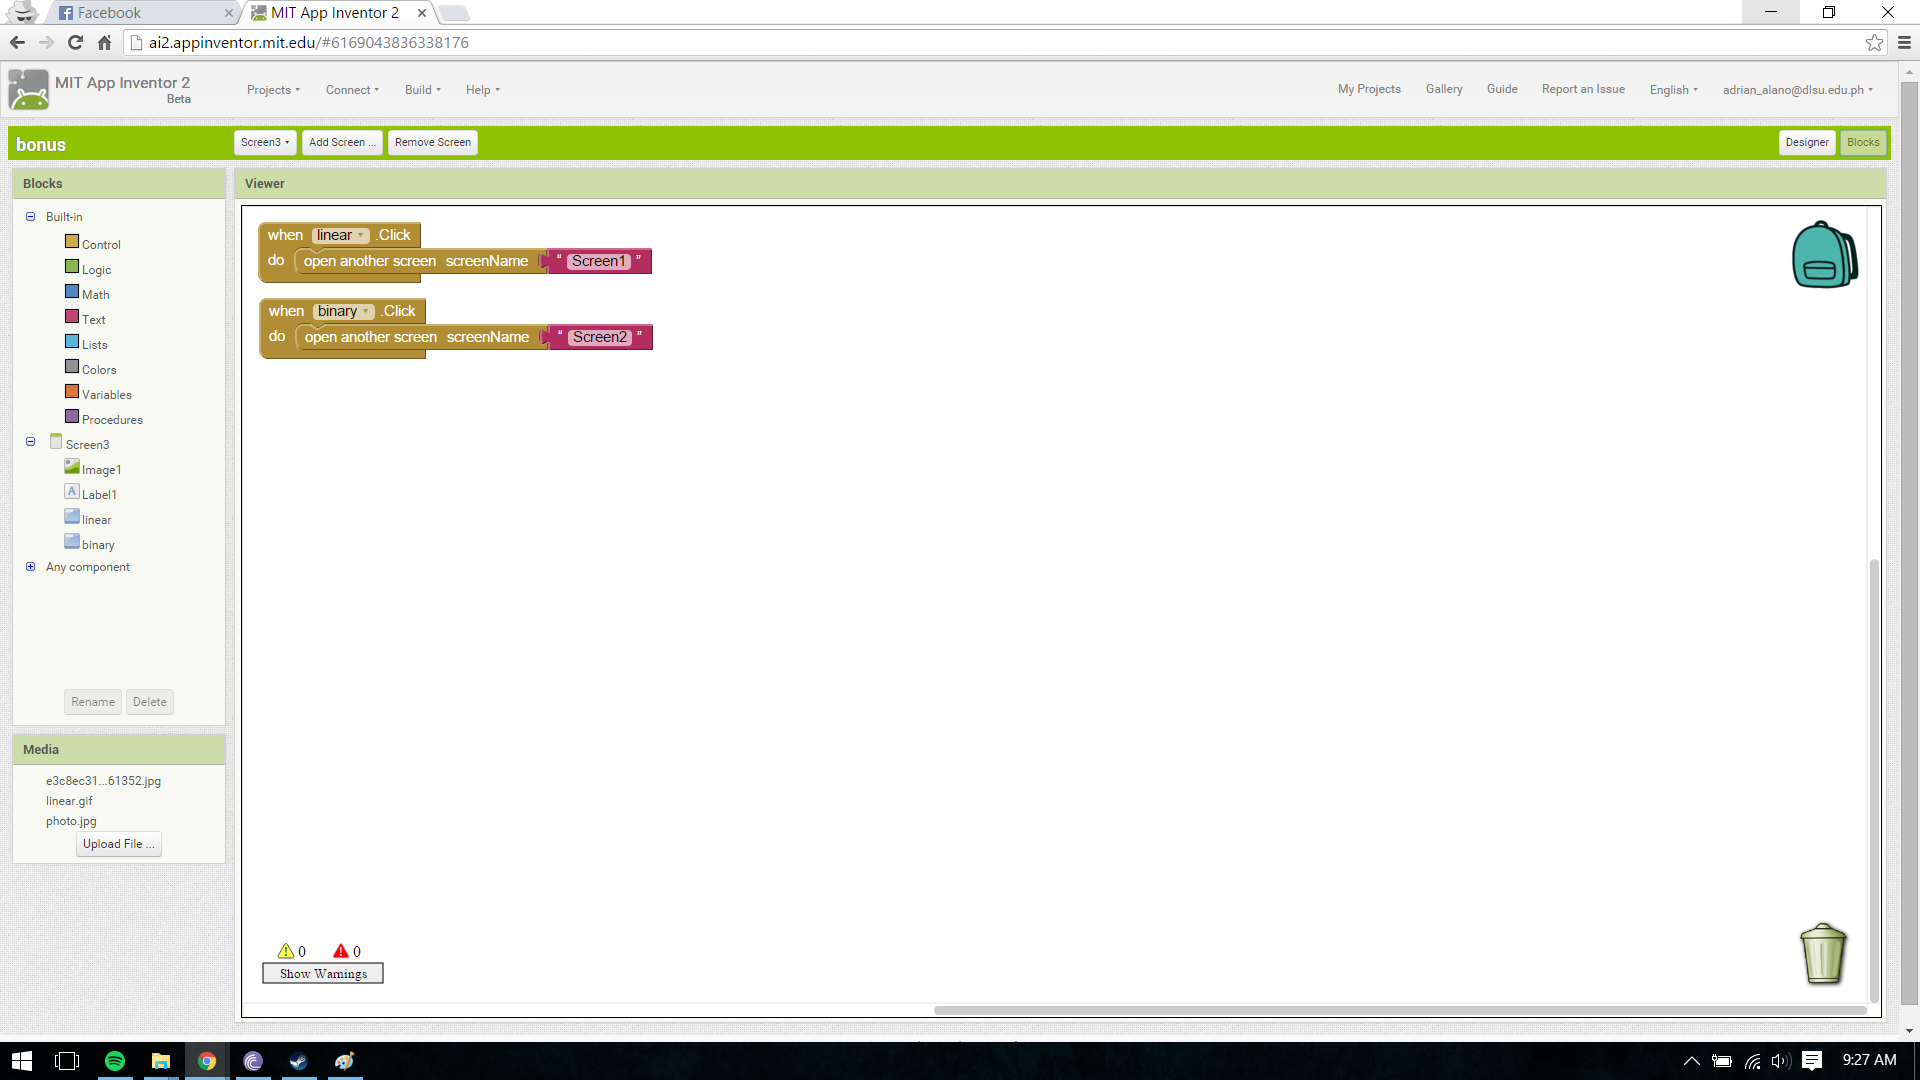 Facebook
MIT App Inventor 2
ai2.appinventor.mit.edu/#6169043836338176
MIT App Inventor 2
Beta
Projects
Connect
Build
Help
My Projects
Gallery
Guide
Report an Issue
English
adrian_alano@dlsu.edu.ph
bonus
Screen3
Add Screen ...
Remove Screen
Designer
Blocks
Blocks
Viewer
Built-in
Control
Logic
Math
Text
Lists
Colors
Variables
Procedures
Screen3
Image1
Label1
linear
binary
Any component
Rename
Delete
when linear .Click
do open another screen screenName " Screen1 "
when binary .Click
do open another screen screenName " Screen2 "
Media
e3c8ec31...61352.jpg
linear.gif
photo.jpg
Upload File ...
0
0
Show Warnings
9:27 AM